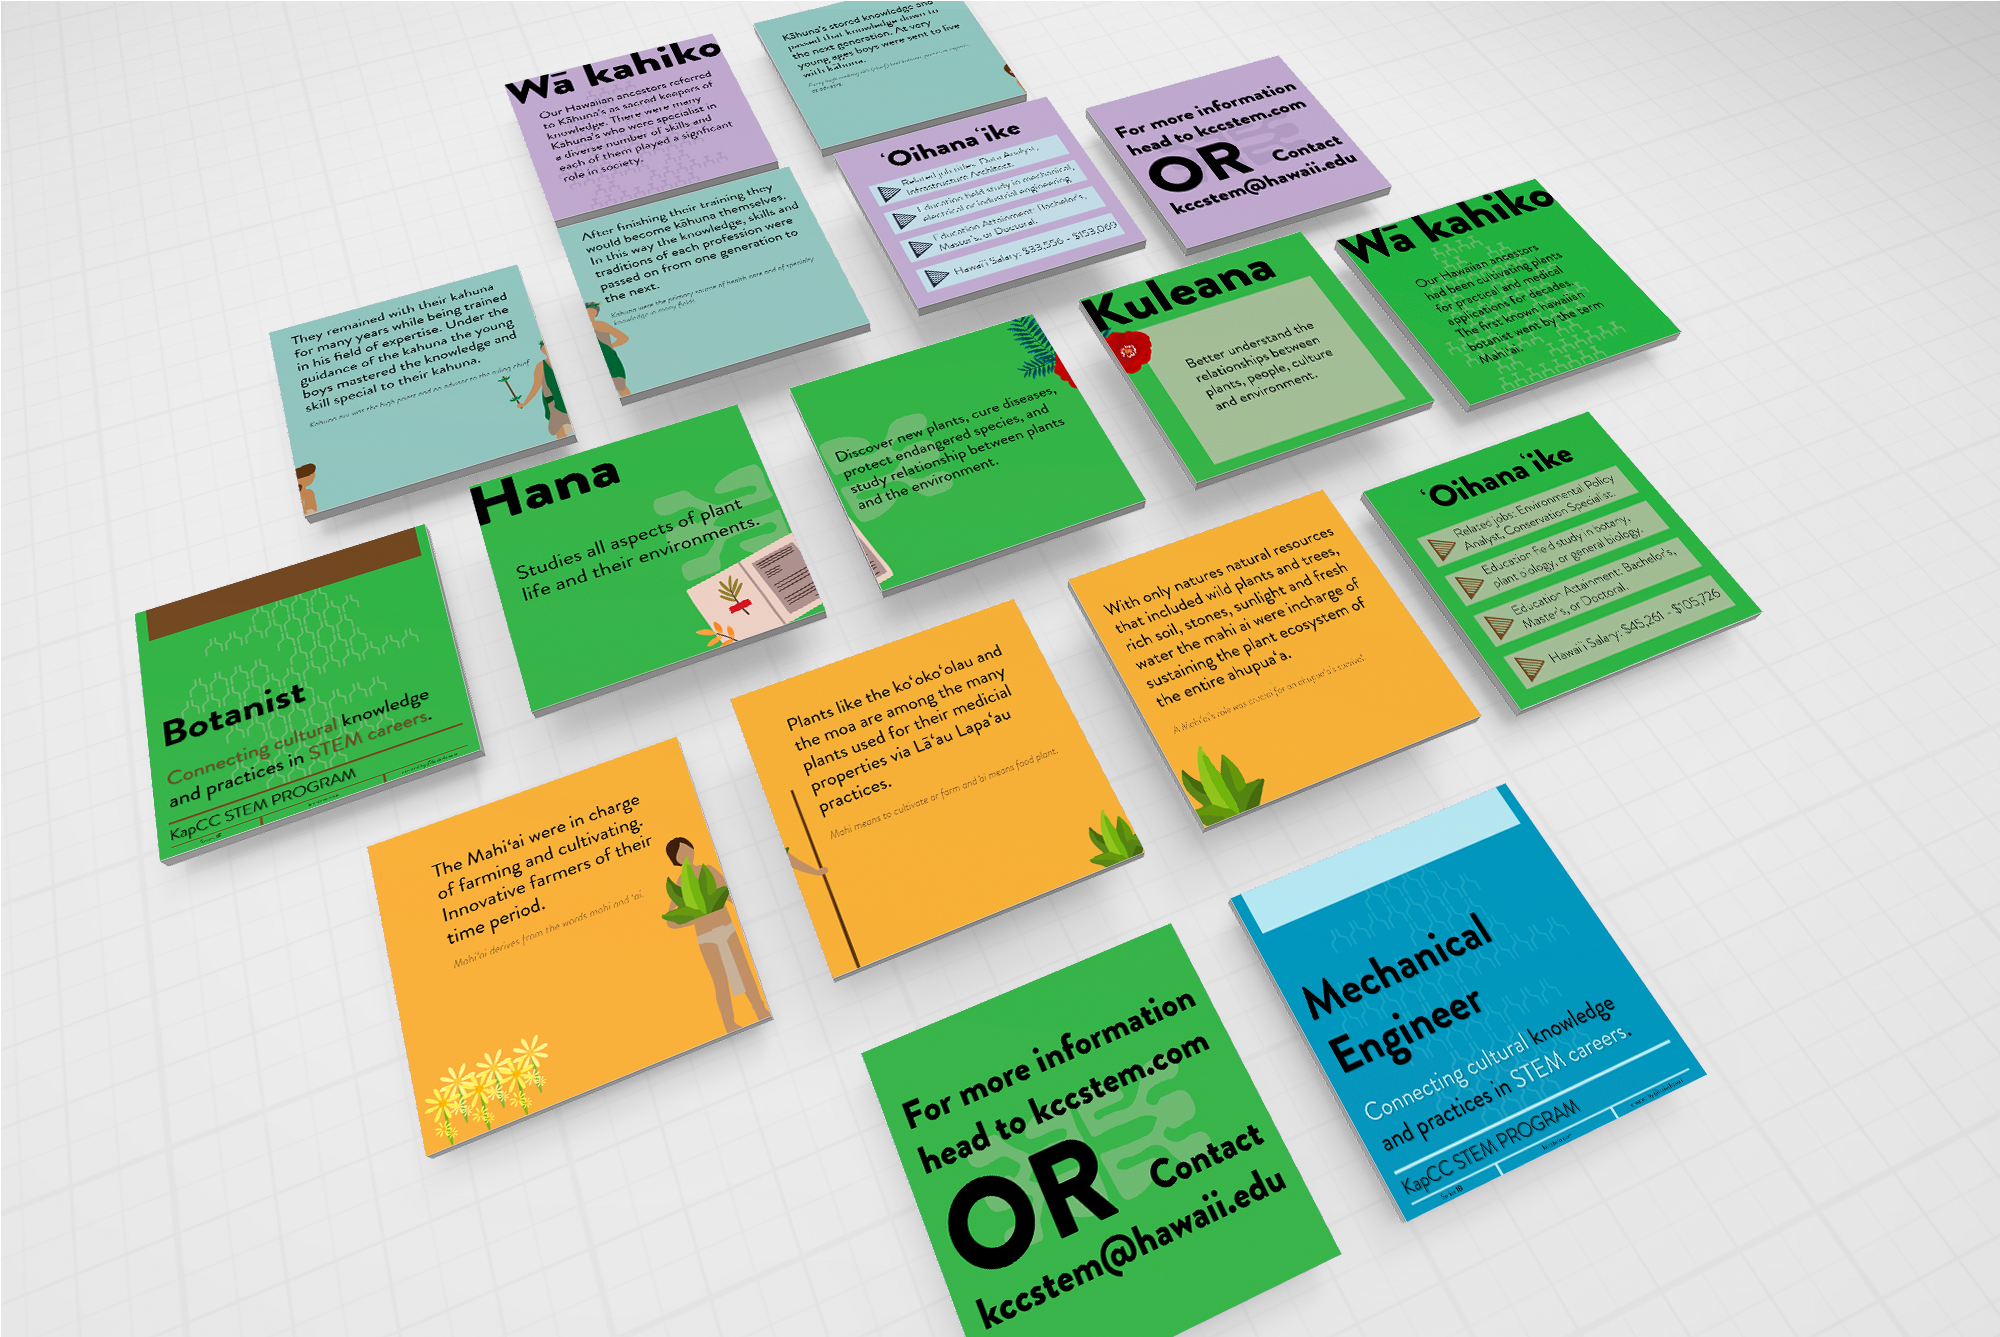 Wā kahiko
Our Hawaiian ancestors referred
to Kāhuna's as sacred keepers of
knowledge. There were many
Kahuna's who were specialist in
a diverse number of skills and
each of them played a signficant
role in society.
Kāhuna's stored knowledge and
passed that knowledge down to
the next generation. At very
young ages boys were sent to live
with kahuna.
ʻOihana ʻike
Related job titles: Data Analyst,
Infrastructure Architect.
Education field study in mechanical,
electrical or industrial engineering
Education Attainment: Bachelor's,
Master's, or Doctoral.
Hawaiʻi Salary: $33,556 - $153,069
For more information
head to kccstem.com
OR Contact
kccstem@hawaii.edu
They remained with their kahuna
for many years while being trained
in his field of expertise. Under the
guidance of the kahuna the young
boys mastered the knowledge and
skill special to their kahuna.
Kahuna nui was the high priest and an advisor to the ruling chief
After finishing their training they
would become kāhuna themselves.
In this way the knowledge, skills and
traditions of each profession were
passed on from one generation to
the next.
Kahuna were the primary source of health care and of specialty
knowledge in many fields.
Kuleana
Better understand the
relationships between
plants, people, culture
and environment.
Wā kahiko
Our Hawaiian ancestors
had been cultivating plants
for practical and medical
applications for decades.
The first known hawaiian
botanist went by the term
Mahiʻai.
Botanist
Connecting cultural knowledge
and practices in STEM careers.
KapCC STEM PROGRAM
Hana
Studies all aspects of plant
life and their environments.
Discover new plants, cure diseases,
protect endangered species, and
study relationship between plants
and the environment.
ʻOihana ʻike
Related jobs: Environmental Policy
Analyst, Conservation Specialist.
Education field study in botany,
plant biology, or general biology.
Education Attainment: Bachelor's,
Master's, or Doctoral.
Hawaiʻi Salary: $45,261 - $105,726
The Mahiʻai were in charge
of farming and cultivating.
Innovative farmers of their
time period.
Mahiʻai derives from the words mahi and ʻai.
Plants like the koʻokoʻolau and
the moa are among the many
plants used for their medicial
properties via Lāʻau Lapaʻau
practices.
Mahi means to cultivate or farm and ʻai means food plant.
With only natures natural resources
that included wild plants and trees,
rich soil, stones, sunlight and fresh
water the mahi ai were incharge of
sustaining the plant ecosystem of
the entire ahupuaʻa.
A Mahiʻai's role was crucial for an ahupuaʻa's survival.
For more information
head to kccstem.com
OR Contact
kccstem@hawaii.edu
Mechanical
Engineer
Connecting cultural knowledge
and practices in STEM careers.
KapCC STEM PROGRAM